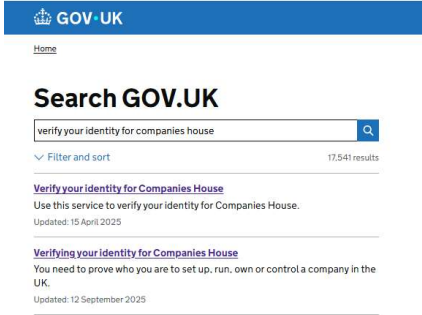 GOV•UK
Home
Search GOV.UK
verify your identity for companies house
Filter and sort
17,541 results
Verify your identity for Companies House
Use this service to verify your identity for Companies House.
Updated: 15 April 2025
Verifying your identity for Companies House
You need to prove who you are to set up, run, own or control a company in the
UK.
Updated: 12 September 2025